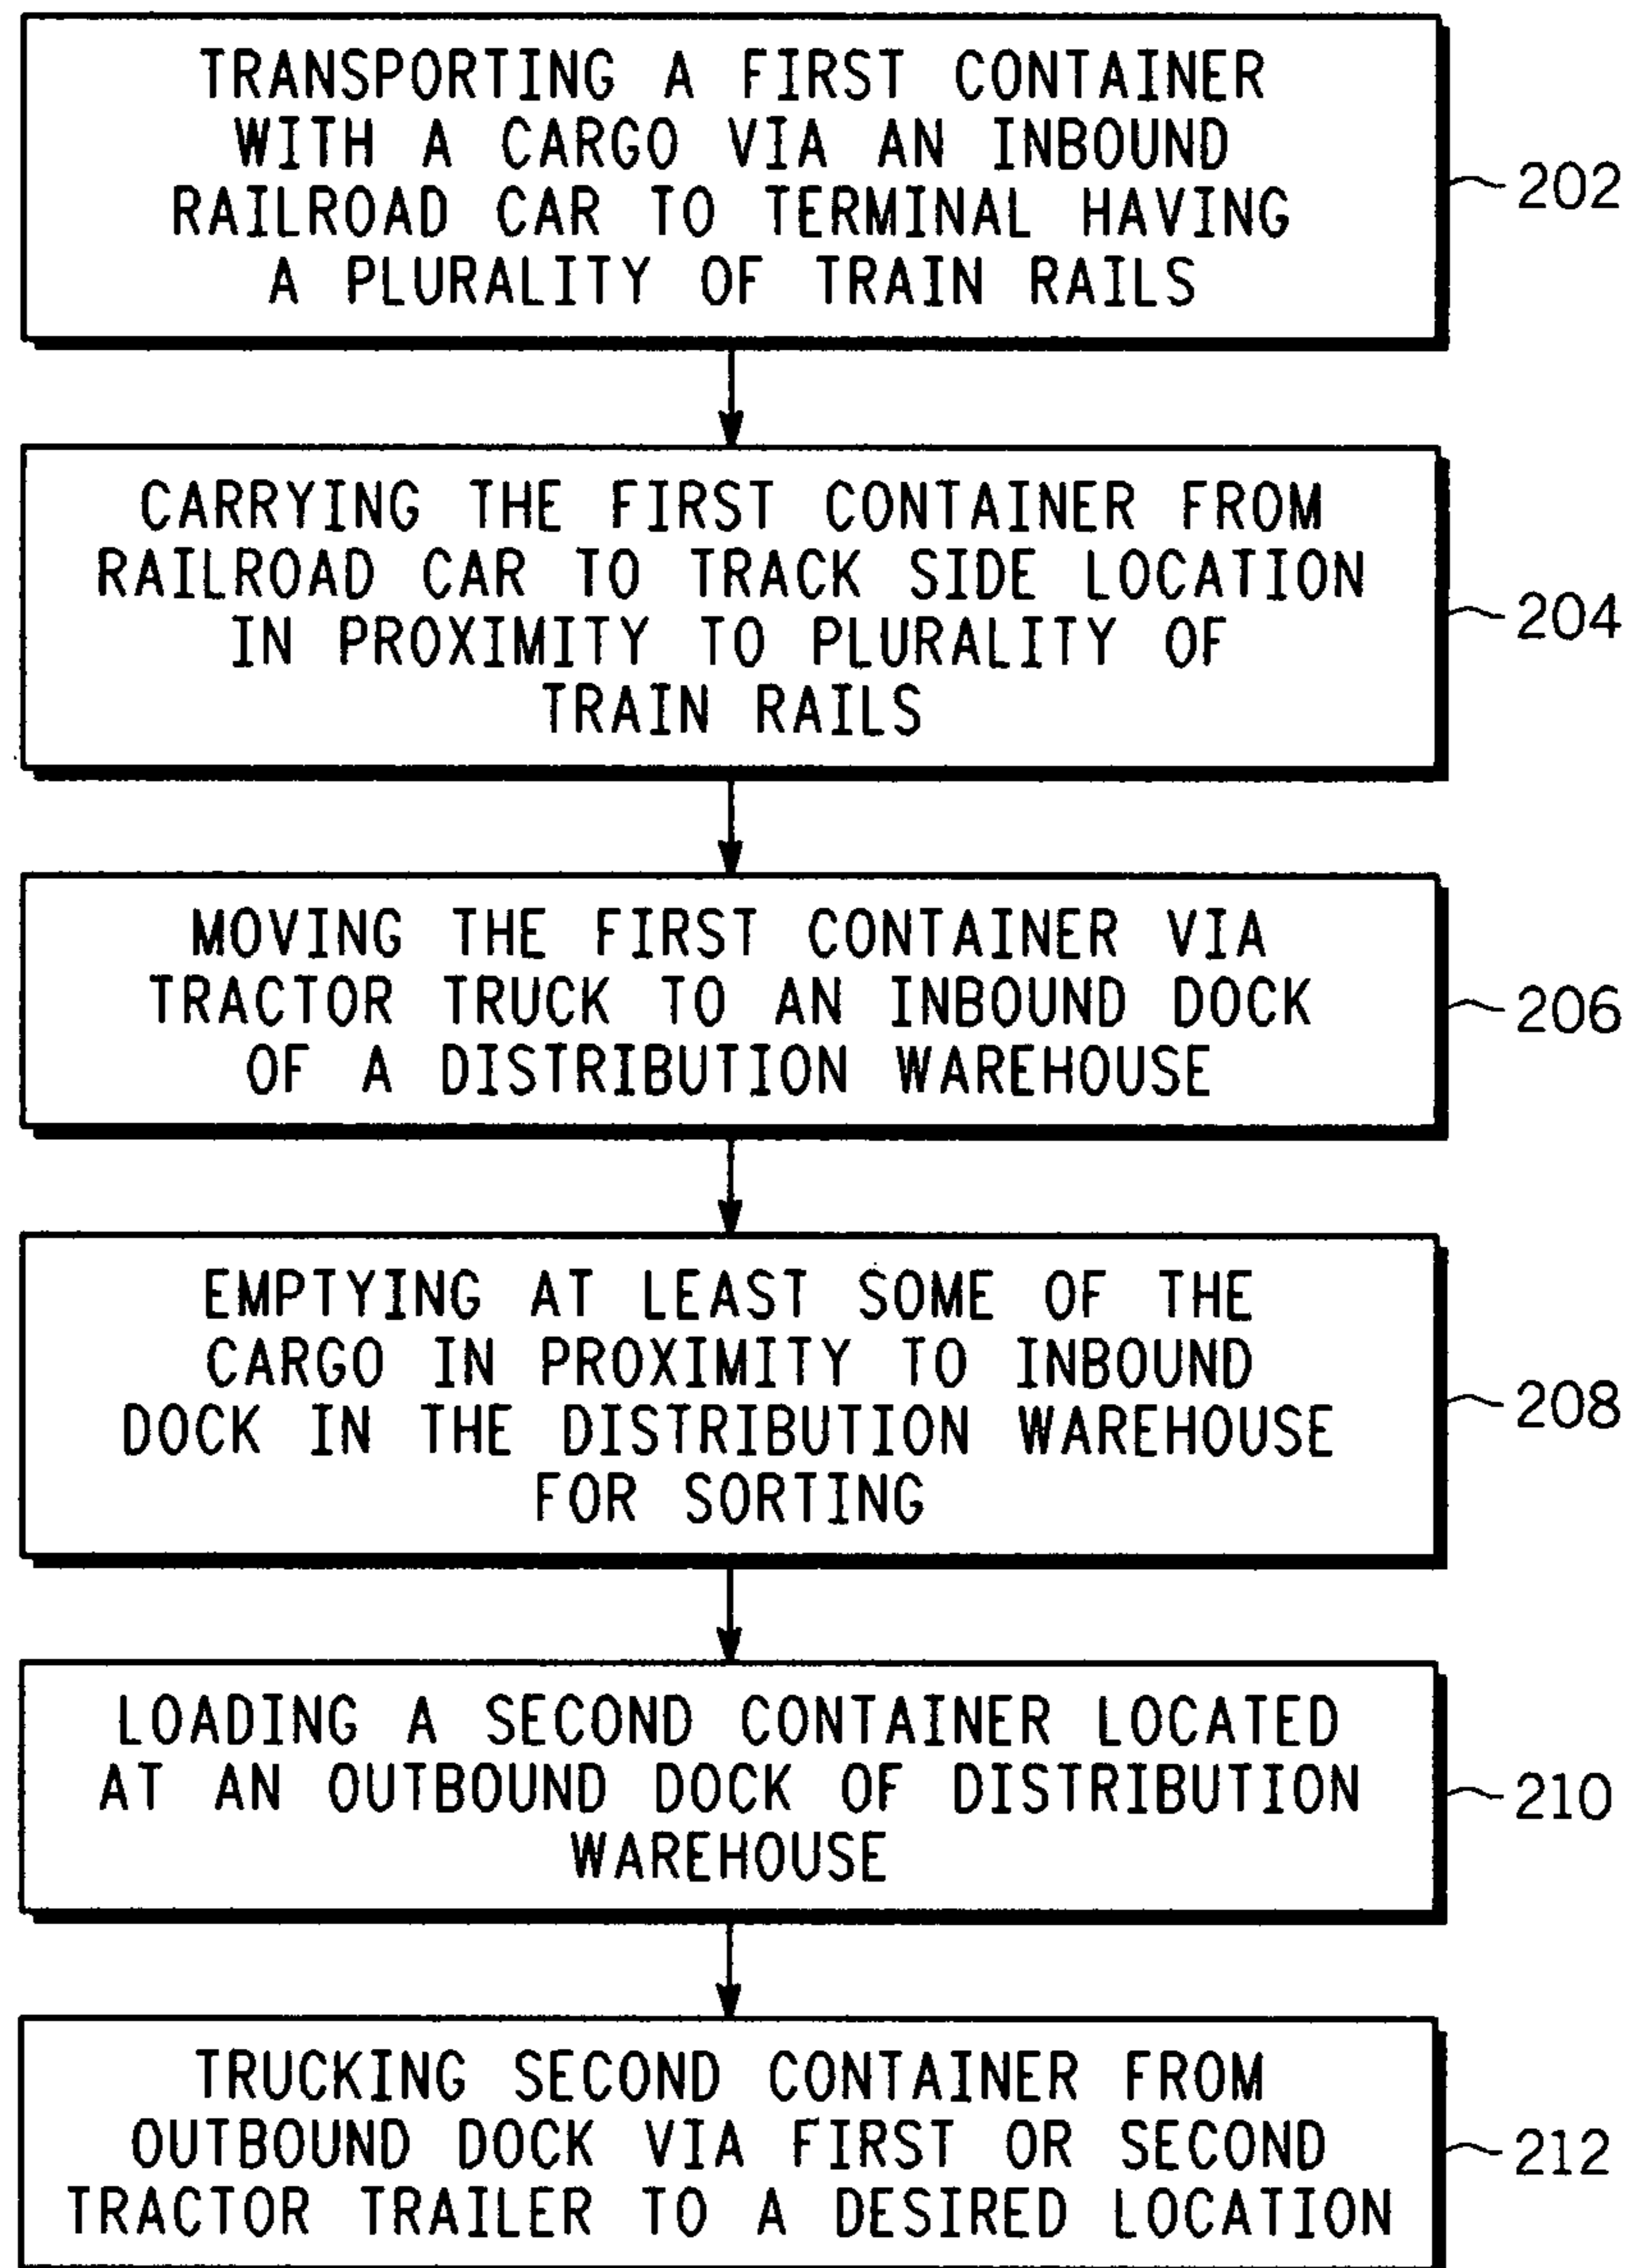 TRANSPORTING A FIRST CONTAINER
WITH A CARGO VIA AN INBOUND
RAILROAD CAR TO TERMINAL HAVING
A PLURALITY OF TRAIN RAILS
202
CARRYING THE FIRST CONTAINER FROM
RAILROAD CAR TO TRACK SIDE LOCATION
IN PROXIMITY TO PLURALITY OF
TRAIN RAILS
204
MOVING THE FIRST CONTAINER VIA
TRACTOR TRUCK TO AN INBOUND DOCK
OF A DISTRIBUTION WAREHOUSE
206
EMPTYING AT LEAST SOME OF THE
CARGO IN PROXIMITY TO INBOUND
DOCK IN THE DISTRIBUTION WAREHOUSE
FOR SORTING
208
LOADING A SECOND CONTAINER LOCATED
AT AN OUTBOUND DOCK OF DISTRIBUTION
WAREHOUSE
210
TRUCKING SECOND CONTAINER FROM
OUTBOUND DOCK VIA FIRST OR SECOND
TRACTOR TRAILER TO A DESIRED LOCATION
212